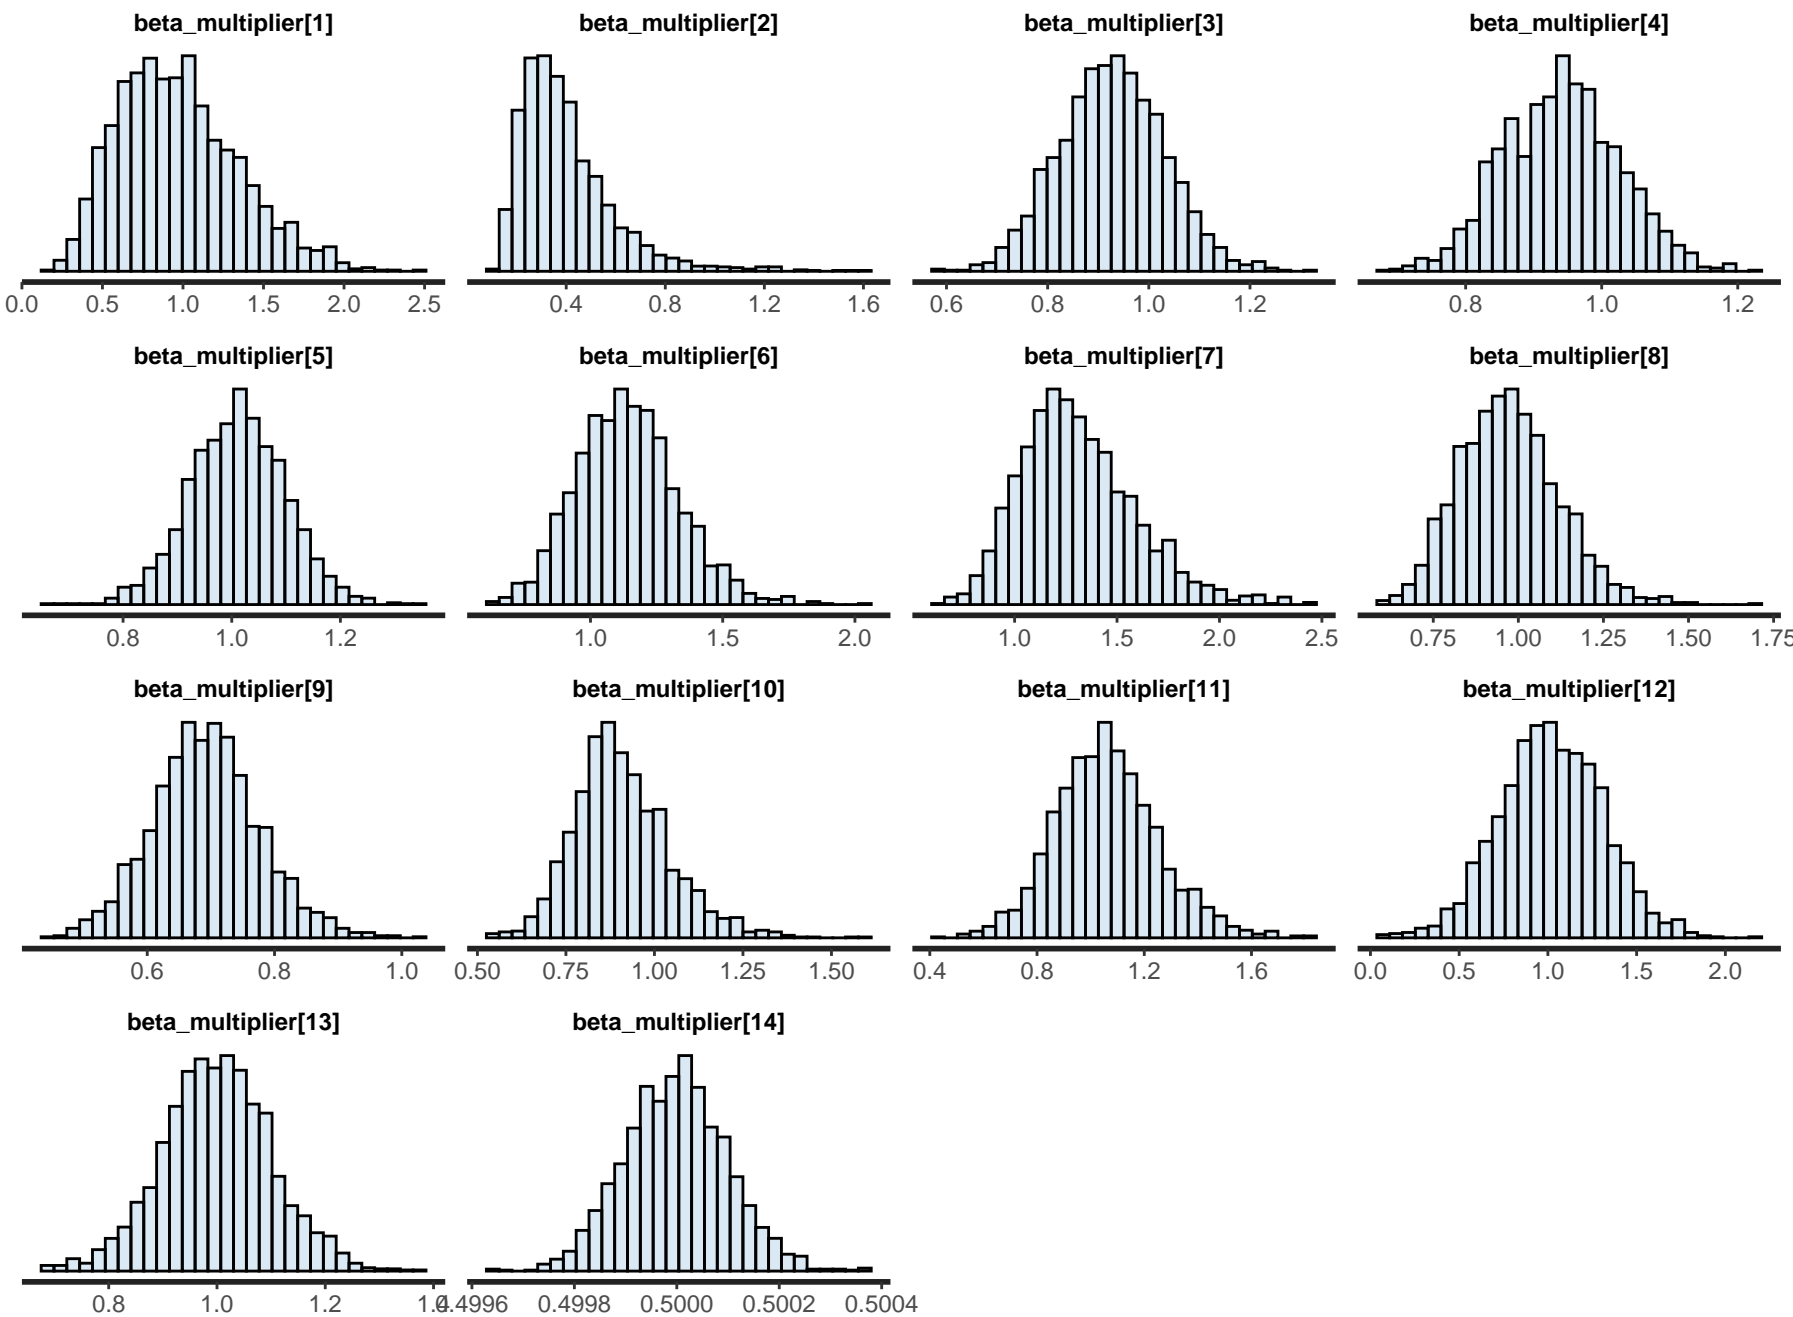 beta_multiplier[1] beta_multiplier[2] beta_multiplier[3] beta_multiplier[4]
0.0 0.5 1.0 1.5 2.0 2.5 0.4 0.8 1.2 1.6 0.6 0.8 1.0 1.2 0.8 1.0 1.2
beta_multiplier[5] beta_multiplier[6] beta_multiplier[7] beta_multiplier[8]
0.8 1.0 1.2 1.0 1.5 2.0 1.0 1.5 2.0 2.5 0.75 1.00 1.25 1.50 1.75
beta_multiplier[9] beta_multiplier[10] beta_multiplier[11] beta_multiplier[12]
0.6 0.8 1.0 0.50 0.75 1.00 1.25 1.50 0.4 0.8 1.2 1.6 0.0 0.5 1.0 1.5 2.0
beta_multiplier[13] beta_multiplier[14]
0.8 1.0 1.2 1.4 0.4996 0.4998 0.5000 0.5002 0.5004